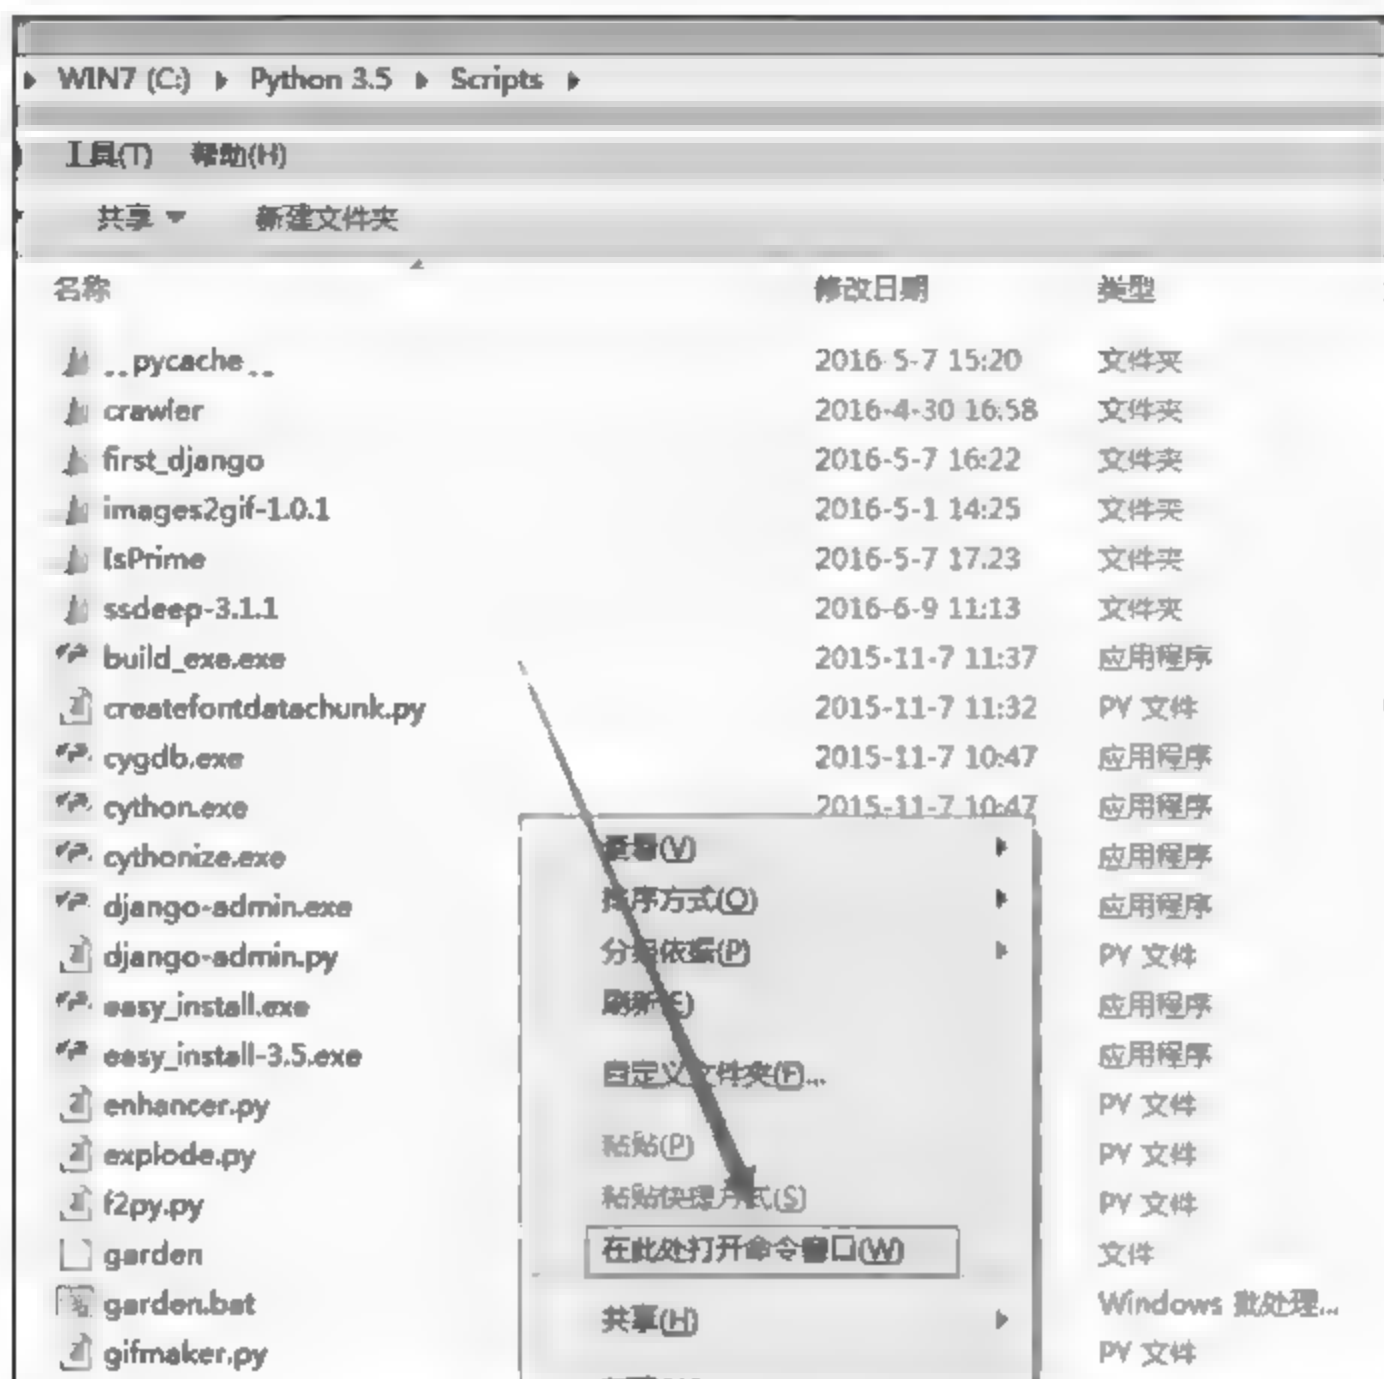 WIN7 (C:) Python 3.5 Scripts
工具(T) 帮助(H)
共享 新建文件夹
名称 修改日期 类型
__pycache__ 2016-5-7 15:20 文件夹
crawler 2016-4-30 16:58 文件夹
first_django 2016-5-7 16:22 文件夹
images2gif-1.0.1 2016-5-1 14:25 文件夹
IsPrime 2016-5-7 17:23 文件夹
ssdeep-3.1.1 2016-6-9 11:13 文件夹
build_exe.exe 2015-11-7 11:37 应用程序
createfontdatachunk.py 2015-11-7 11:32 PY 文件
cygdb.exe 2015-11-7 10:47 应用程序
cython.exe 2015-11-7 10:47 应用程序
查看(V)
cythonize.exe 应用程序
排序方式(O)
django-admin.exe 应用程序
分组依据(P)
django-admin.py PY 文件
刷新(E)
easy_install.exe 应用程序
easy_install-3.5.exe 应用程序
自定义文件夹(F)...
enhancer.py PY 文件
粘贴(P)
explode.py PY 文件
粘贴快捷方式(S)
f2py.py PY 文件
在此处打开命令窗口(W)
garden 文件
garden.bat Windows 批处理...
共享(H)
gifmaker.py PY 文件